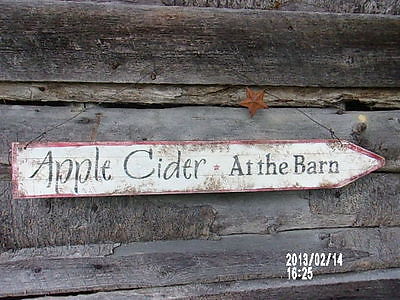 Apple Cider At the Barn
2013/02/14
16:25